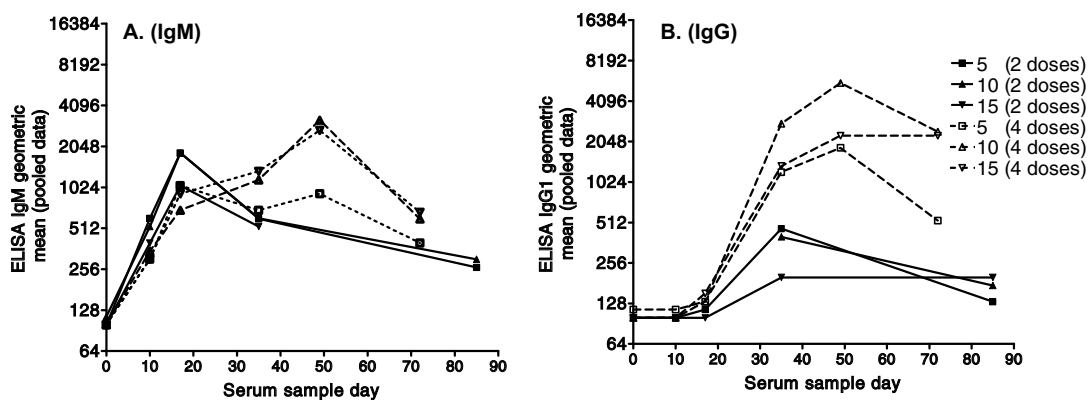 A. (IgM)
ELISA IgM geometric
mean (pooled data)
16384
8192
4096
2048
1024
512
256
128
64
0 10 20 30 40 50 60 70 80 90
Serum sample day
B. (IgG)
ELISA IgG1 geometric
mean (pooled data)
16384
8192
4096
2048
1024
512
256
128
64
0 10 20 30 40 50 60 70 80 90
Serum sample day
5 (2 doses)
10 (2 doses)
15 (2 doses)
5 (4 doses)
10 (4 doses)
15 (4 doses)